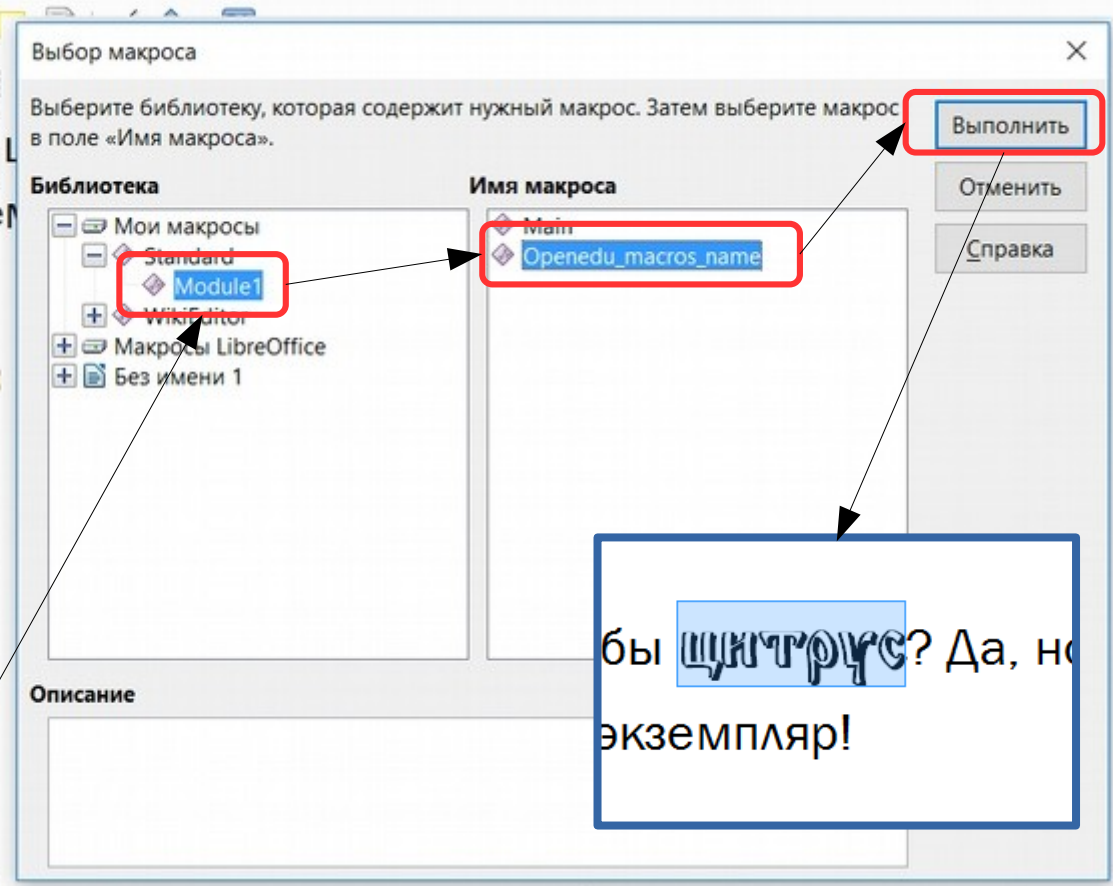 Выбор макроса
Выберите библиотеку, которая содержит нужный макрос. Затем выберите макрос
в поле «Имя макроса».
Выполнить
Отменить
Справка
Библиотека
Мои макросы
Standard
Module1
WikiEditor
Макросы LibreOffice
Без имени 1
Имя макроса
Main
Openedu_macros_name
Описание
бы щитрус? Да, но
экземпляр!